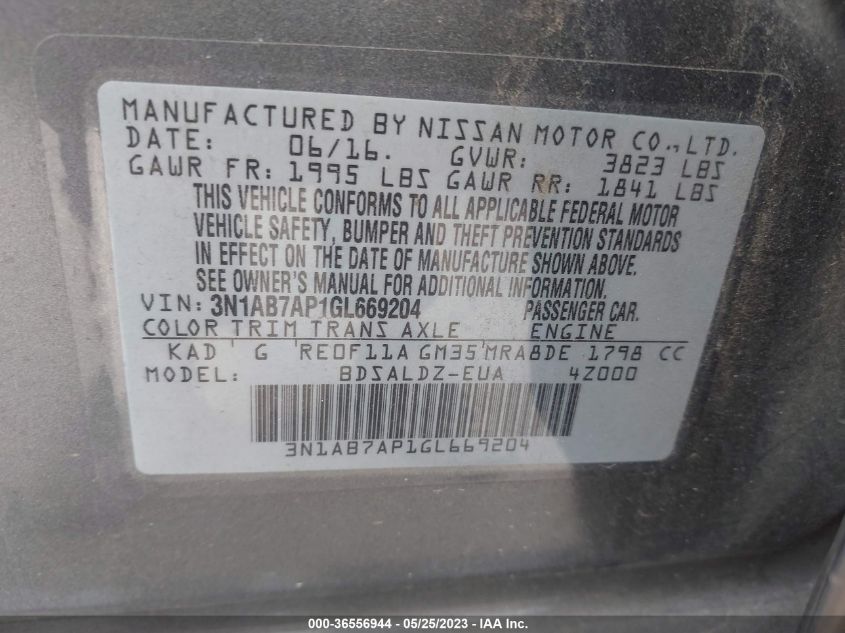 MANUFACTURED BY NISSAN MOTOR CO.,LTD.
DATE: 06/16. GVWR: 3823 LBS
GAWR FR: 1995 LBS GAWR RR: 1841 LBS
THIS VEHICLE CONFORMS TO ALL APPLICABLE FEDERAL MOTOR
VEHICLE SAFETY, BUMPER AND THEFT PREVENTION STANDARDS
IN EFFECT ON THE DATE OF MANUFACTURE SHOWN ABOVE.
SEE OWNER'S MANUAL FOR ADDITIONAL INFORMATION.
VIN: 3N1AB7AP1GL669204 PASSENGER CAR.
COLOR TRIM TRANS AXLE ENGINE
KAD G RE0F11A GM35 MRA8DE 1798 CC
MODEL: BDSALDZ-EUA 4Z000
3N1AB7AP1GL669204
000-36556944 - 05/25/2023 - IAA Inc.